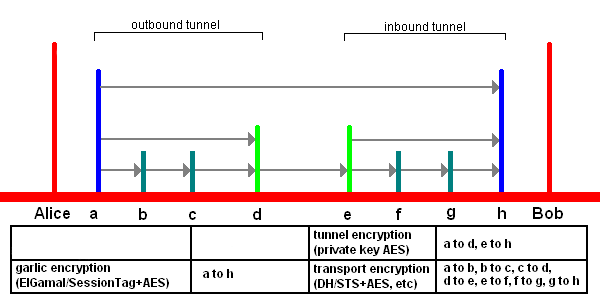 outbound tunnel
inbound tunnel
Alice a b c d e f g h Bob
tunnel encryption
(private key AES)
a to d, e to h
garlic encryption
(ElGamal/SessionTag+AES)
a to h
transport encryption
(DH/STS+AES, etc)
a to b, b to c, c to d,
d to e, e to f, f to g, g to h